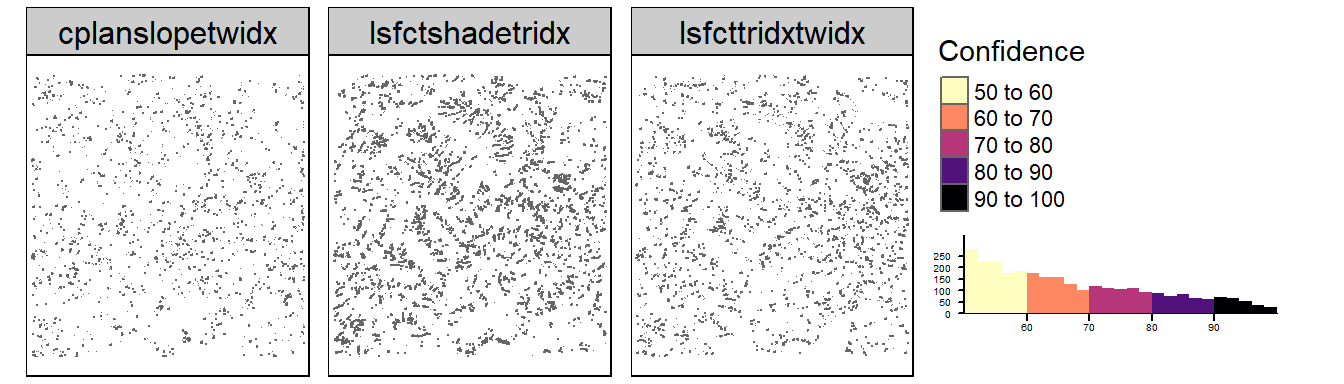 cplanslopetwidx
lsfctshadetridx
lsfcttridxtwidx
Confidence
50 to 60
60 to 70
70 to 80
80 to 90
90 to 100
250
200
150
100
50
0
60 70 80 90